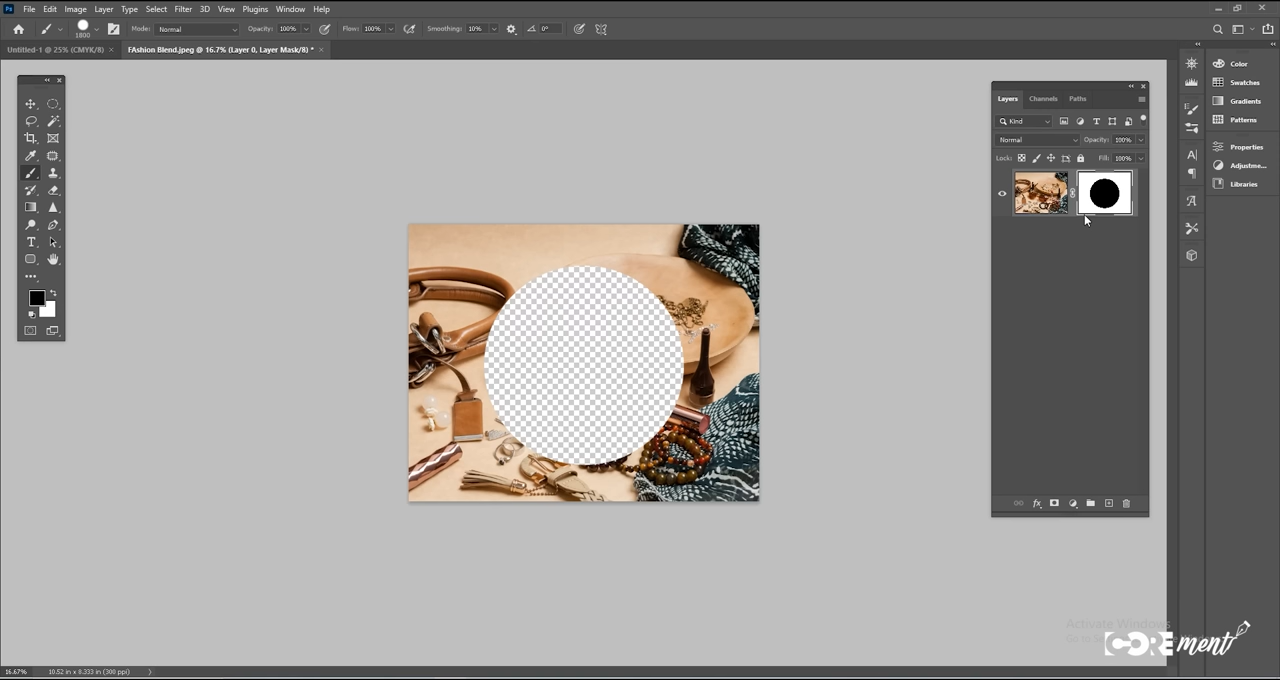 Ps File Edit Image Layer Type Select Filter 3D View Plugins Window Help
1800 Mode: Normal Opacity: 100% Flow: 100% Smoothing: 10% 0°
Untitled-1 @ 25% (CMYK/8) × FAshion Blend.jpeg @ 16.7% (Layer 0, Layer Mask/8) * ×
Layers Channels Paths
Kind
Normal Opacity: 100%
Lock: Fill: 100%
Color
Swatches
Gradients
Patterns
Properties
Adjustme...
Libraries
fx
Activate Windows
COREment
16.67% 10.52 in x 8.333 in (300 ppi)